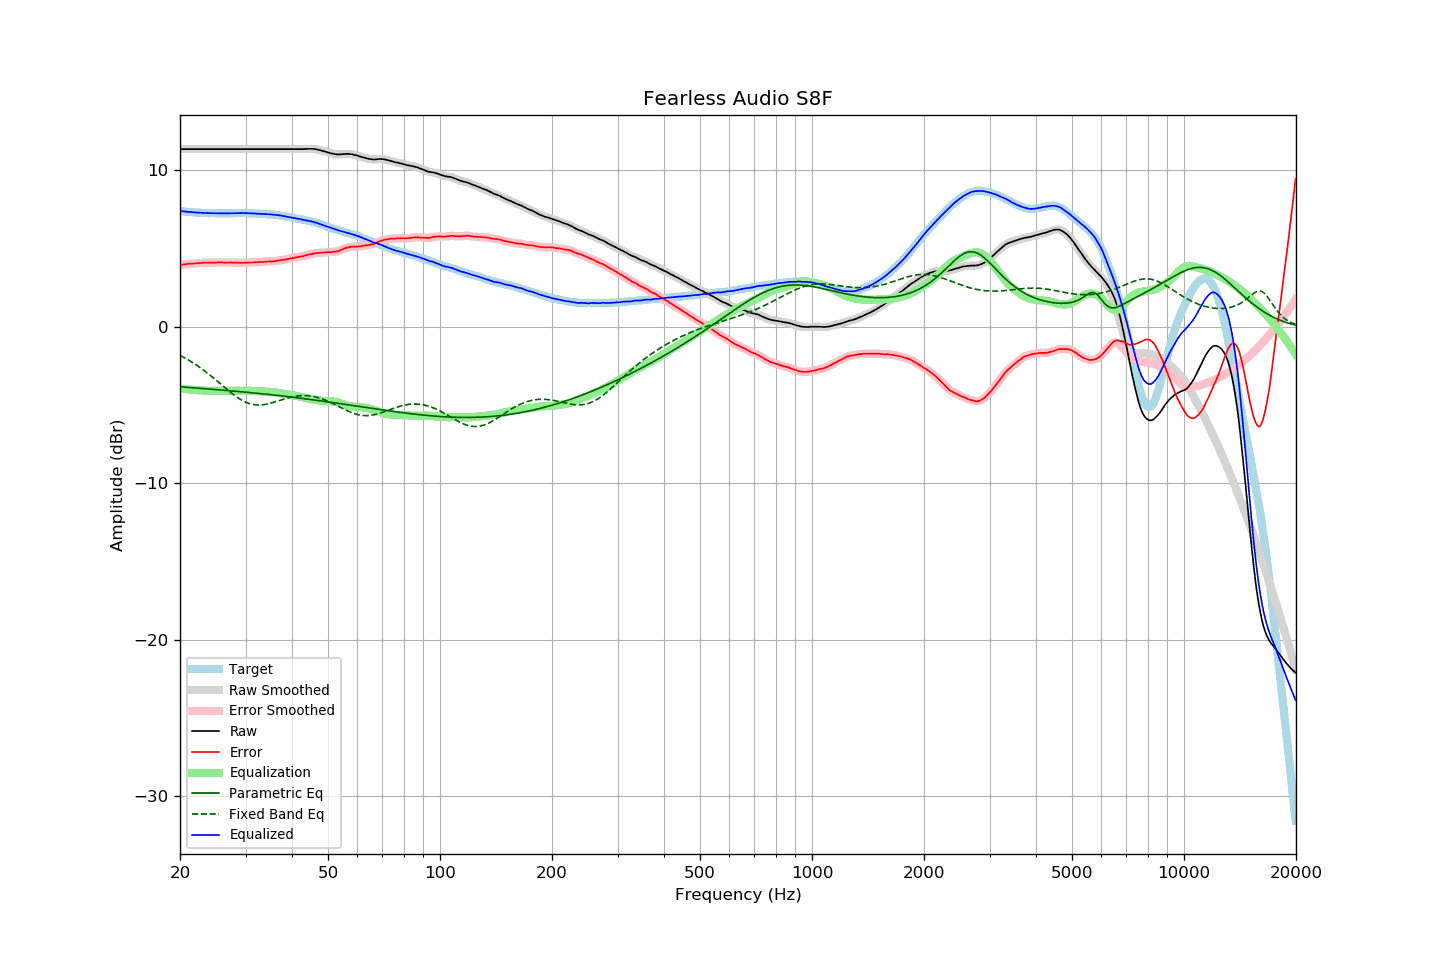 Fearless Audio S8F
Amplitude (dBr)
10
0
−10
−20
−30
Target
Raw Smoothed
Error Smoothed
Raw
Error
Equalization
Parametric Eq
Fixed Band Eq
Equalized
20 50 100 200 500 1000 2000 5000 10000 20000
Frequency (Hz)